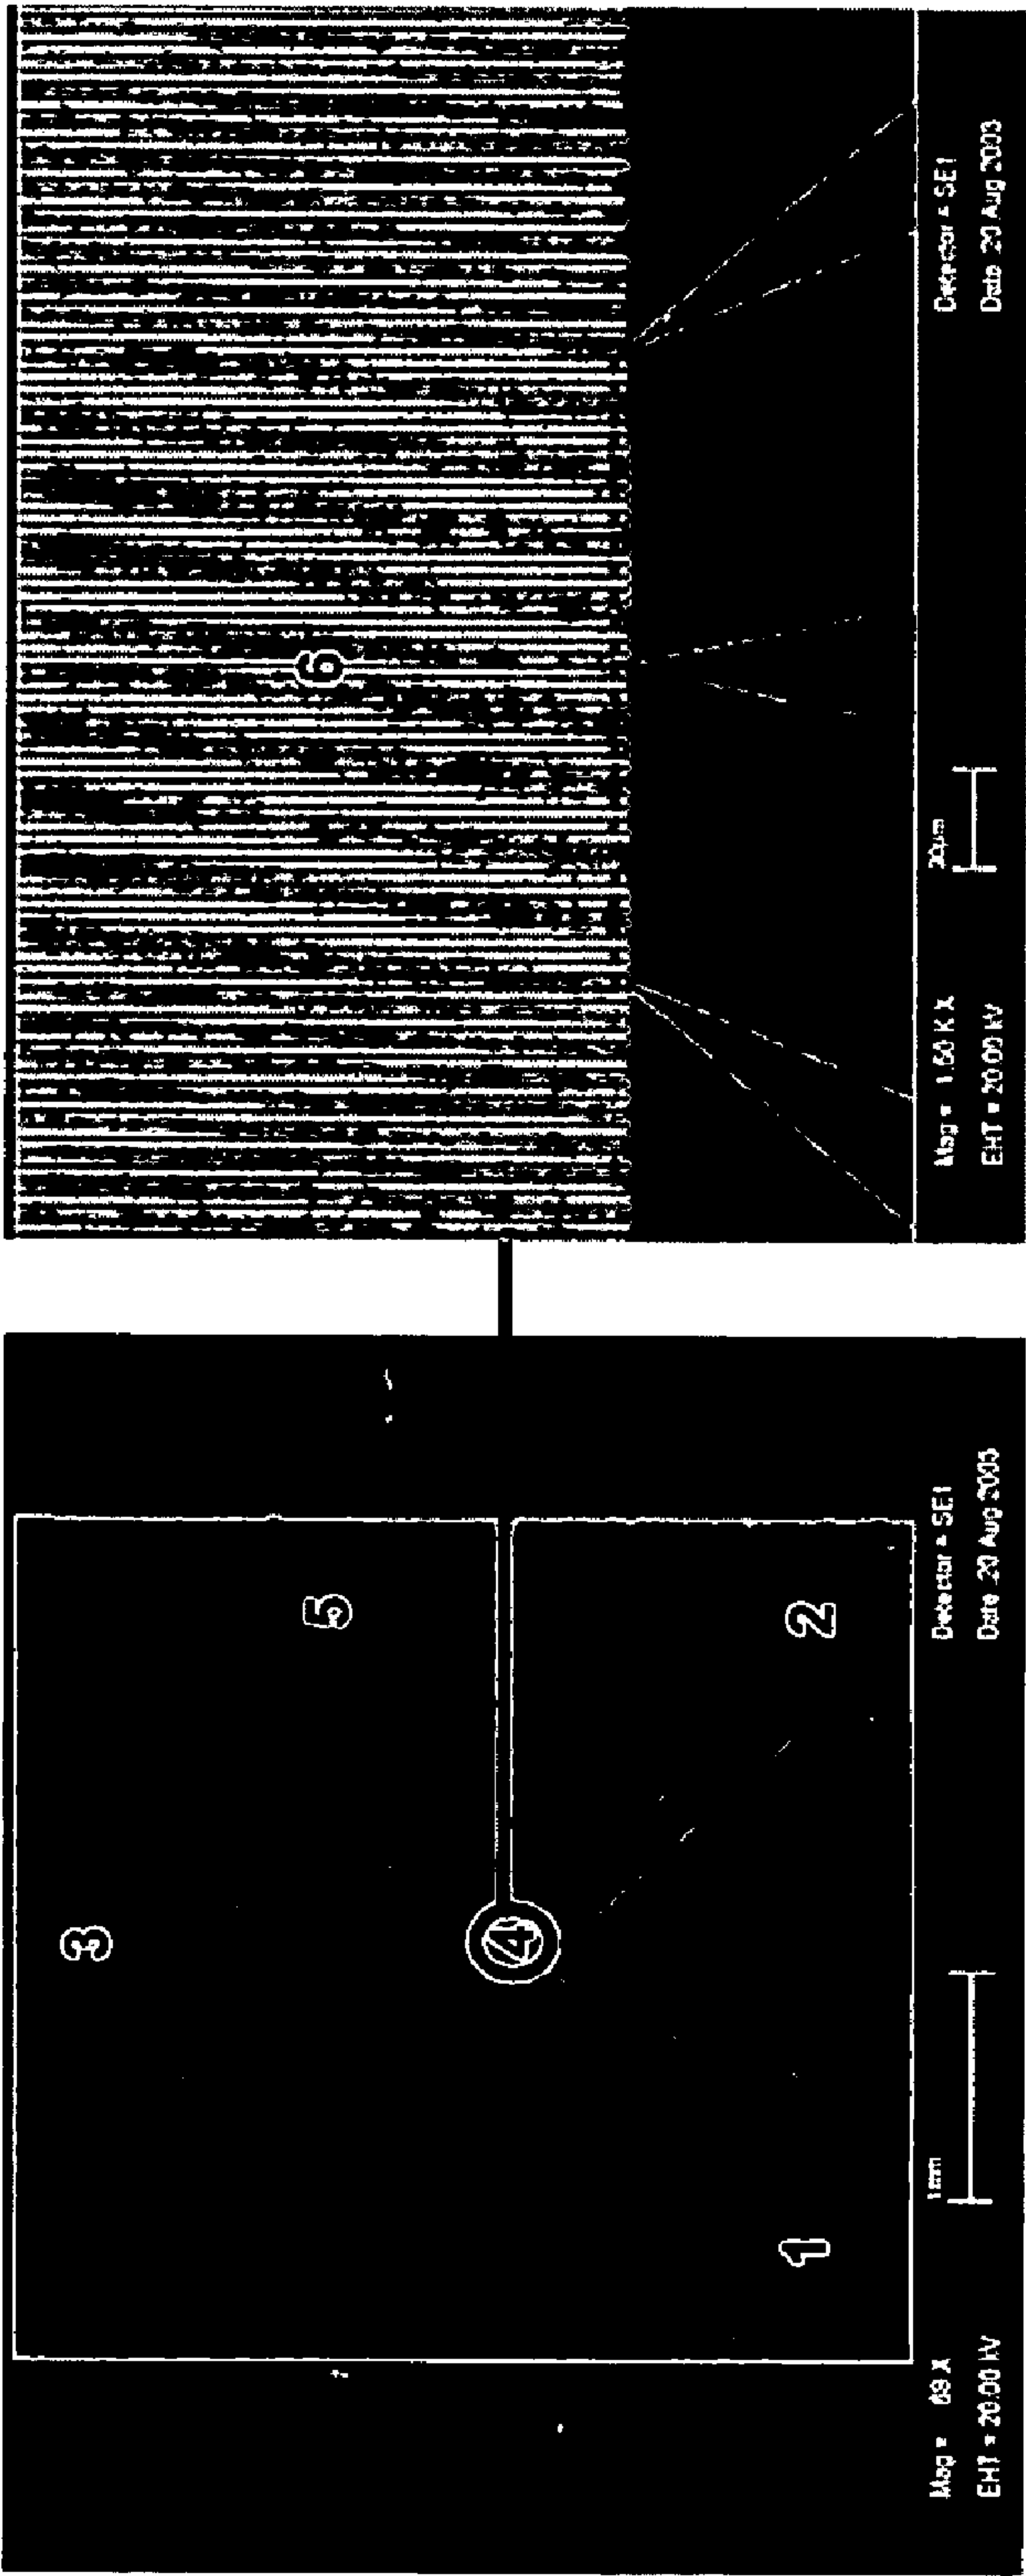 3
5
4
1
2
1mm
Mag = 69 X
Detector = SE1
EHT = 20.00 kV
Date 20 Aug 2003
6
20µm
Mag = 1.50 K X
Detector = SE1
EHT = 20.00 kV
Date 20 Aug 2003